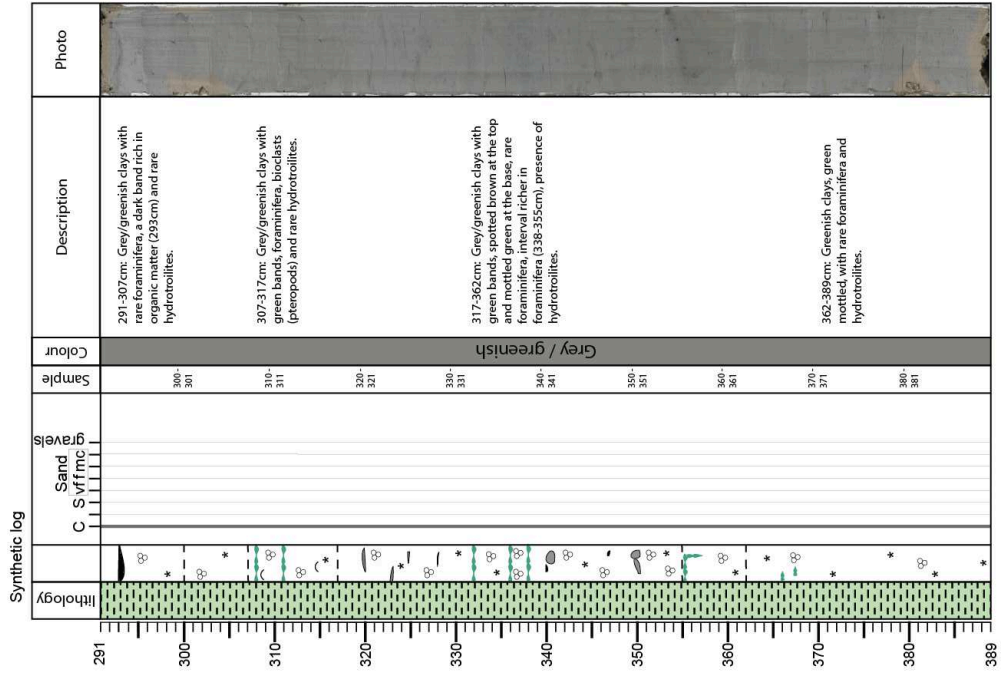 Photo
Description
291-307cm: Grey/greenish clays with
rare foraminifera, a dark band rich in
organic matter (293cm) and rare
hydrotroilites.
307-317cm: Grey/greenish clays with
green bands, foraminifera, bioclasts
(pteropods) and rare hydrotroilites.
317-362cm: Grey/greenish clays with
green bands, spotted brown at the top
and mottled green at the base, rare
foraminifera, interval richer in
foraminifera (338-355cm), presence of
hydrotroilites.
362-389cm: Greenish clays, green
mottled, with rare foraminifera and
hydrotroilites.
Colour
Grey / greenish
Sample
300-
301
310-
311
320-
321
330-
331
340-
341
350-
351
360-
361
370-
371
380-
381
Synthetic log
gravels
Sand
C S vf f m c
lithology
291
300
310
320
330
340
350
360
370
380
389